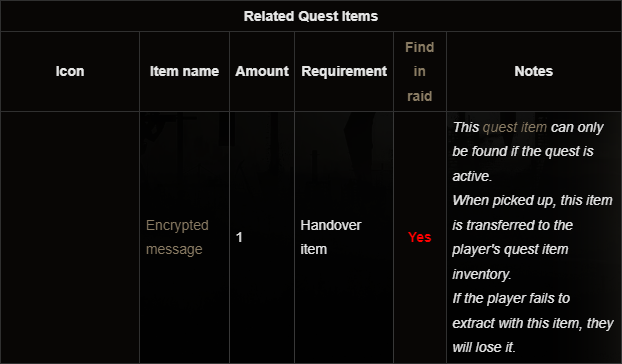 Related Quest Items
Icon
Item name
Amount
Requirement
Find
in
raid
Notes
Encrypted
message
1
Handover
item
Yes
This quest item can only
be found if the quest is
active.
When picked up, this item
is transferred to the
player's quest item
inventory.
If the player fails to
extract with this item, they
will lose it.